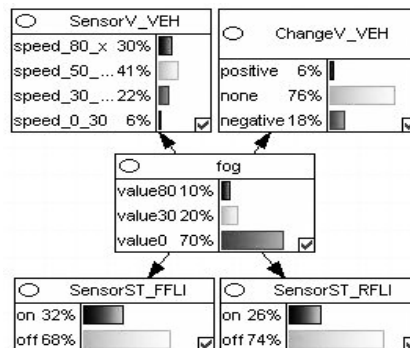 SensorV_VEH
speed_80_x 30%
speed_50_... 41%
speed_30_... 22%
speed_0_30 6%
ChangeV_VEH
positive 6%
none 76%
negative 18%
fog
value80 10%
value30 20%
value0 70%
SensorST_FFLI
on 32%
off 68%
SensorST_RFLI
on 26%
off 74%